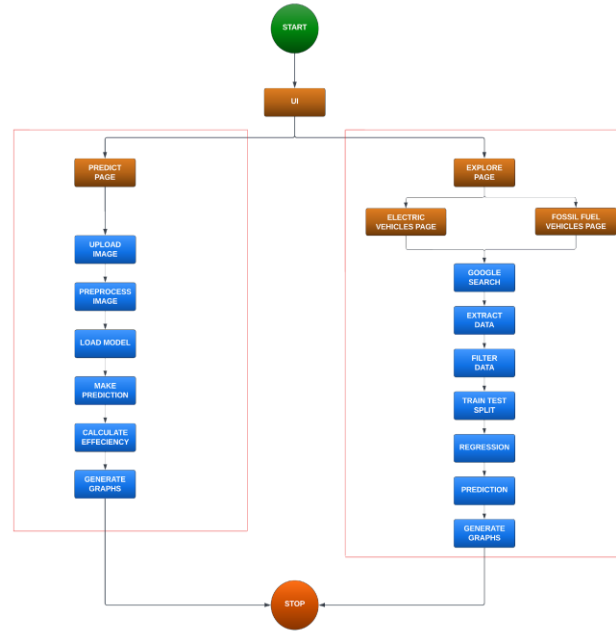 START
UI
PREDICT
PAGE
UPLOAD
IMAGE
PREPROCESS
IMAGE
LOAD MODEL
MAKE
PREDICTION
CALCULATE
EFFECIENCY
GENERATE
GRAPHS
EXPLORE
PAGE
ELECTRIC
VEHICLES PAGE
FOSSIL FUEL
VEHICLES PAGE
GOOGLE
SEARCH
EXTRACT
DATA
FILTER
DATA
TRAIN TEST
SPLIT
REGRESSION
PREDICTION
GENERATE
GRAPHS
STOP